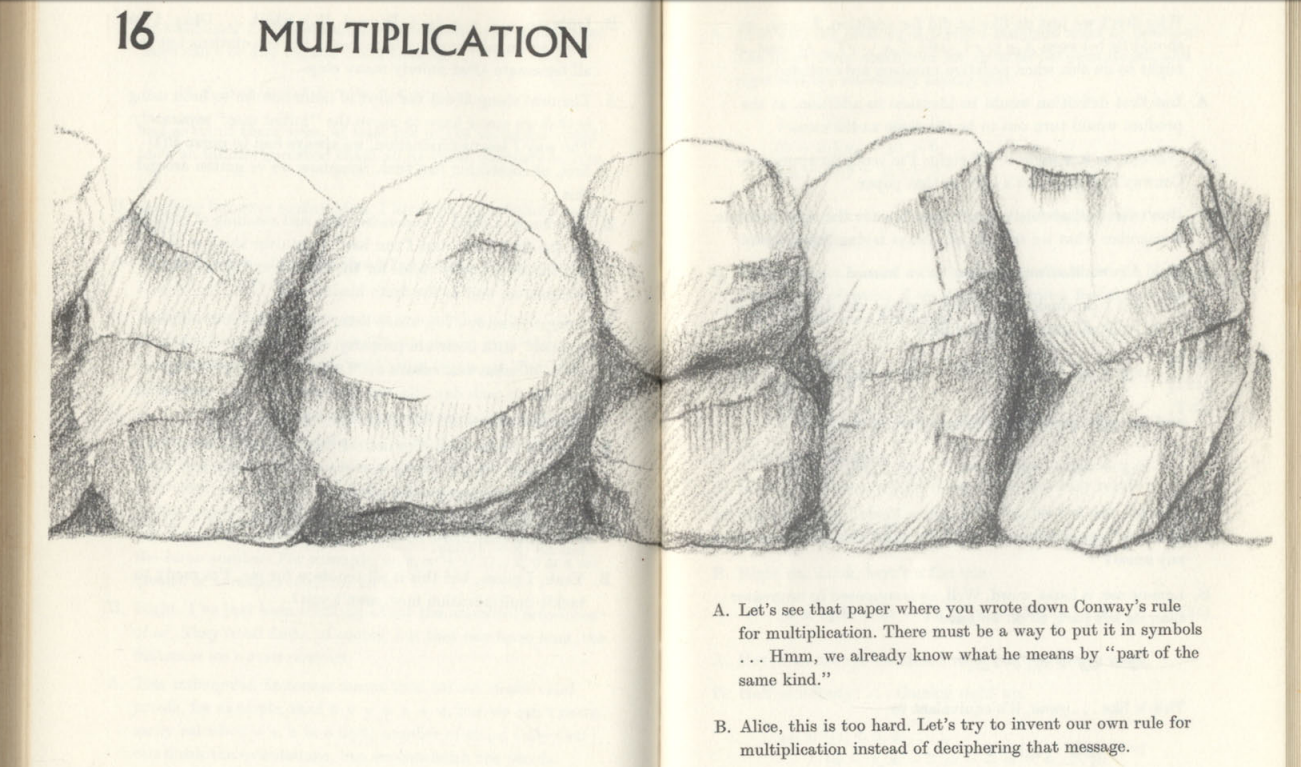 16 MULTIPLICATION
A. Let's see that paper where you wrote down Conway's rule
for multiplication. There must be a way to put it in symbols
. . . Hmm, we already know what he means by "part of the
same kind."
B. Alice, this is too hard. Let's try to invent our own rule for
multiplication instead of deciphering that message.